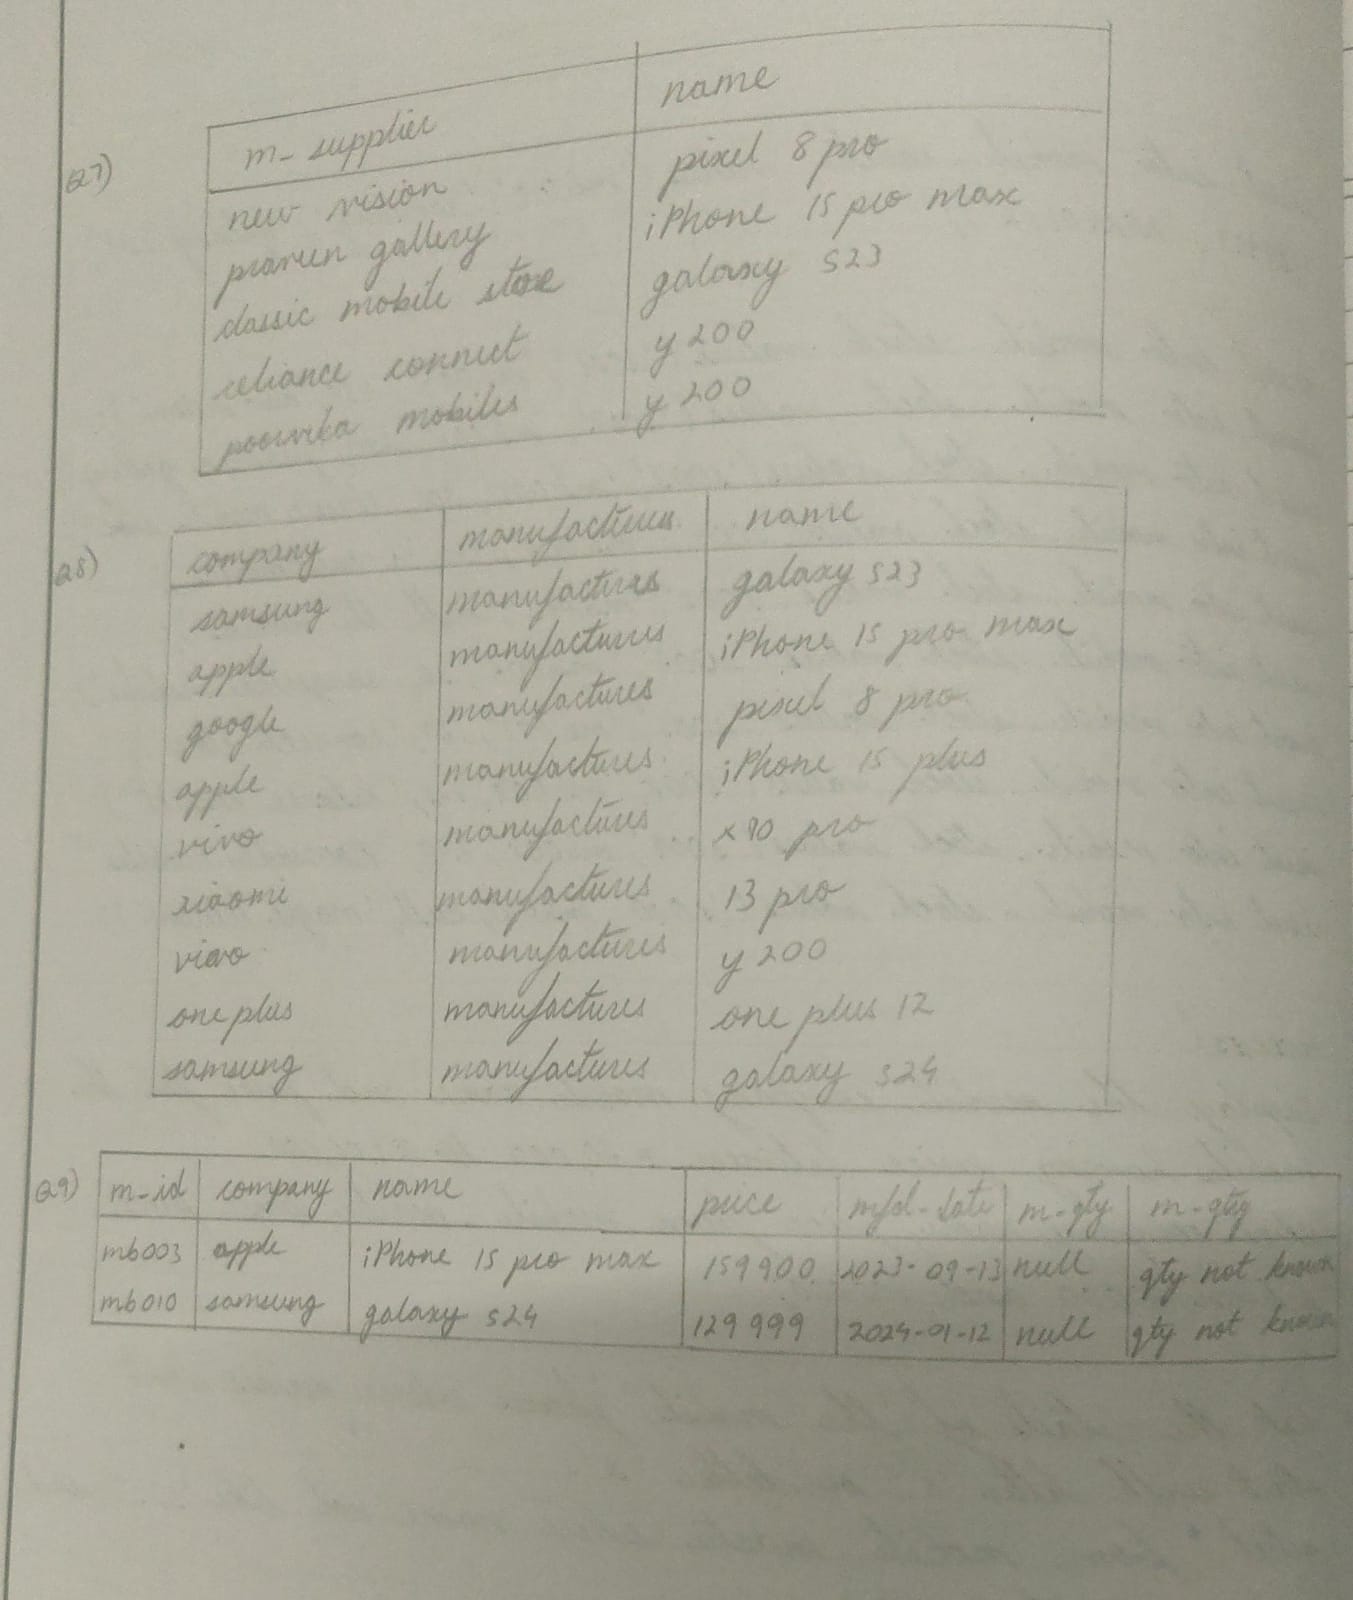 Q7)
m_supplier name
new vision pixel 8 pro
praveen gallery iPhone 15 pro max
classic mobile store galaxy s23
reliance connect y200
poorvika mobiles y200
Q8)
company manufactures name
samsung manufactures galaxy s23
apple manufactures iPhone 15 pro max
google manufactures pixel 8 pro
apple manufactures iPhone 15 plus
vivo manufactures x90 pro
xiaomi manufactures 13 pro
vivo manufactures y200
one plus manufactures one plus 12
samsung manufactures galaxy s24
Q9)
m_id company name price mfd-date m-qty m-qty
mb003 apple iPhone 15 pro max 159900 2023-09-13 null qty not known
mb010 samsung galaxy s24 129999 2024-01-12 null qty not known